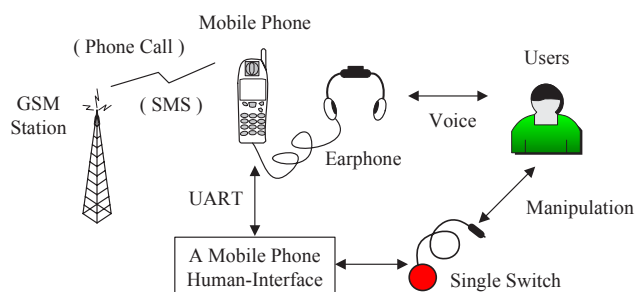 Mobile Phone
( Phone Call )
Users
GSM
Station
( SMS )
Voice
Earphone
UART
Manipulation
A Mobile Phone
Human-Interface
Single Switch